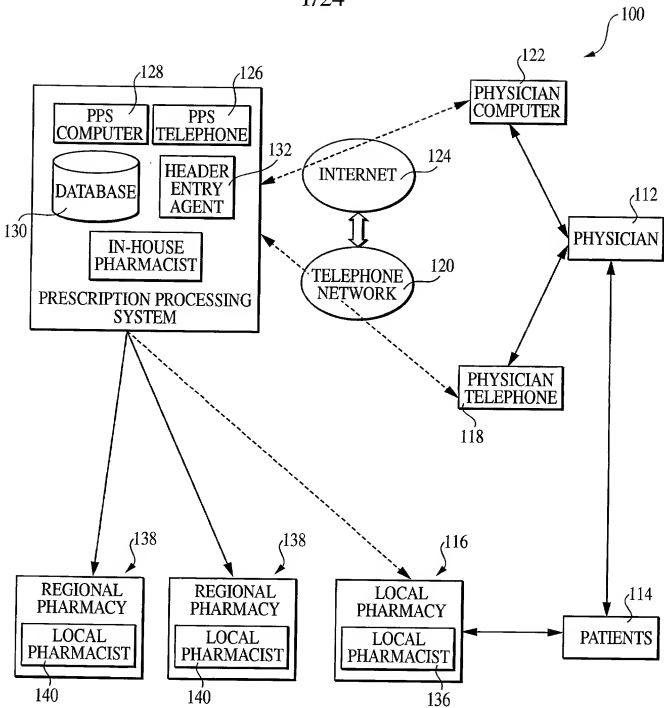 1/24
100
128
126
122
PPS
COMPUTER
PPS
TELEPHONE
PHYSICIAN
COMPUTER
132
DATABASE
HEADER
ENTRY
AGENT
INTERNET
124
112
130
PHYSICIAN
IN-HOUSE
PHARMACIST
TELEPHONE
NETWORK
120
PRESCRIPTION PROCESSING
SYSTEM
PHYSICIAN
TELEPHONE
118
138
138
116
REGIONAL
PHARMACY
REGIONAL
PHARMACY
LOCAL
PHARMACY
114
LOCAL
PHARMACIST
LOCAL
PHARMACIST
LOCAL
PHARMACIST
PATIENTS
140
140
136